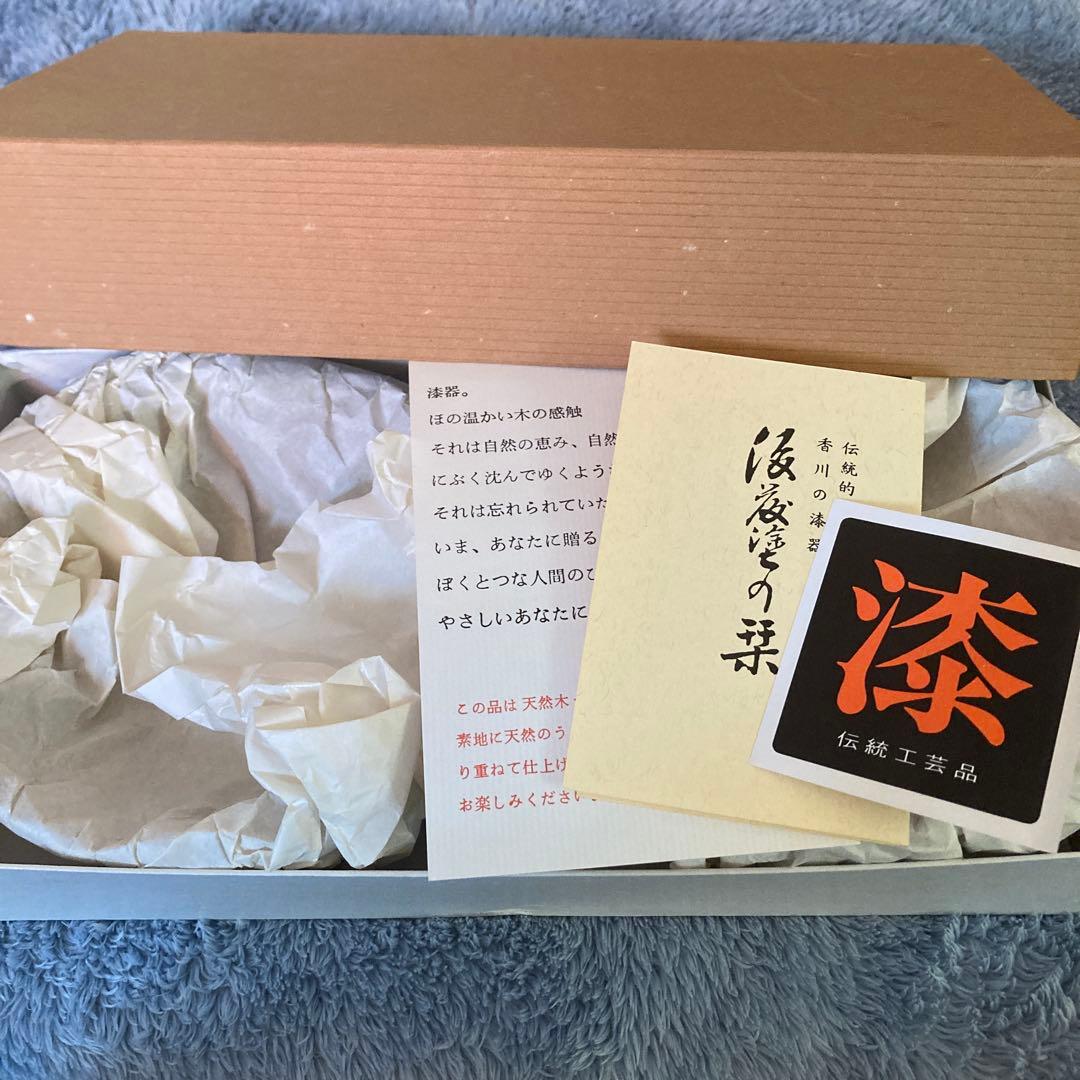 漆器。
ほの温かい木の感触
それは自然の恵み、自然
にぶく沈んでゆくよう
それは忘れられていた
いま、あなたに贈る
ぼくとつな人間の
やさしいあなたに
この品は天然木
素地に天然のう
り重ねて仕上げ
お楽しみください。
伝統的
香川の漆器
後藤塗の栞
漆
伝統工芸品